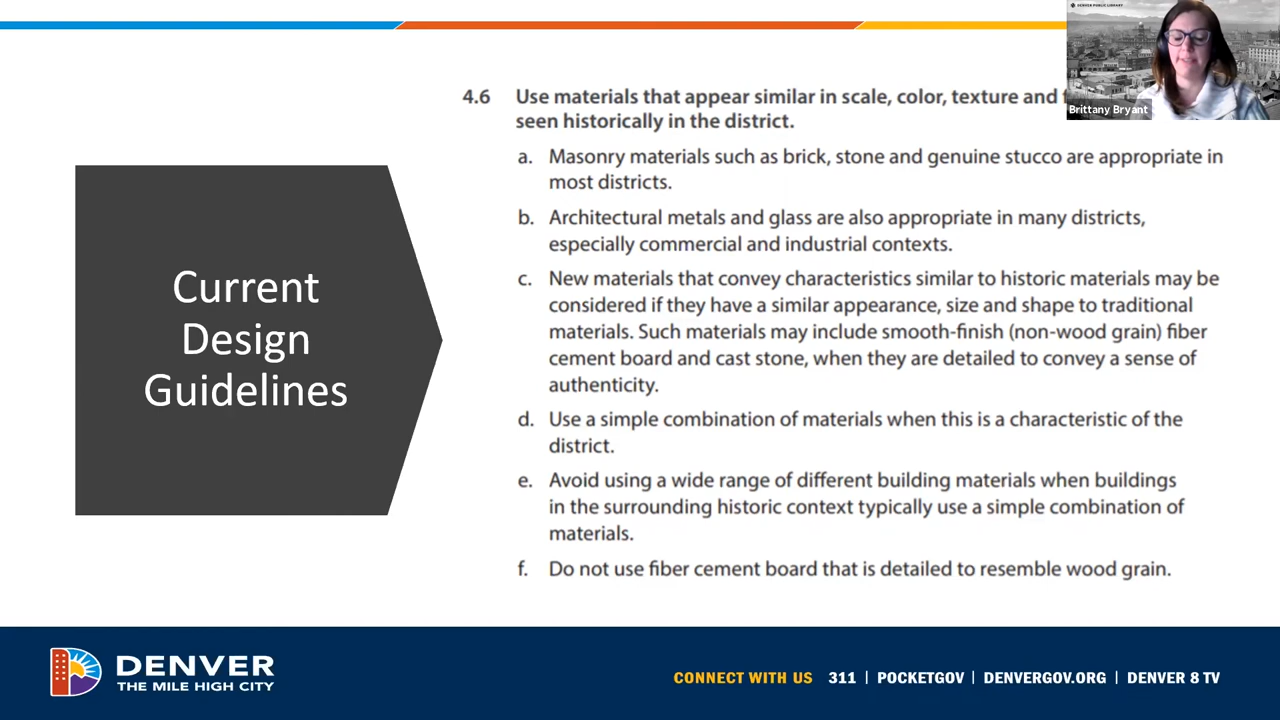 DENVER PUBLIC LIBRARY
Brittany Bryant
Current
Design
Guidelines
4.6 Use materials that appear similar in scale, color, texture and
seen historically in the district.
a. Masonry materials such as brick, stone and genuine stucco are appropriate in
most districts.
b. Architectural metals and glass are also appropriate in many districts,
especially commercial and industrial contexts.
c. New materials that convey characteristics similar to historic materials may be
considered if they have a similar appearance, size and shape to traditional
materials. Such materials may include smooth-finish (non-wood grain) fiber
cement board and cast stone, when they are detailed to convey a sense of
authenticity.
d. Use a simple combination of materials when this is a characteristic of the
district.
e. Avoid using a wide range of different building materials when buildings
in the surrounding historic context typically use a simple combination of
materials.
f. Do not use fiber cement board that is detailed to resemble wood grain.
DENVER
THE MILE HIGH CITY
CONNECT WITH US 311 | POCKETGOV | DENVERGOV.ORG | DENVER 8 TV